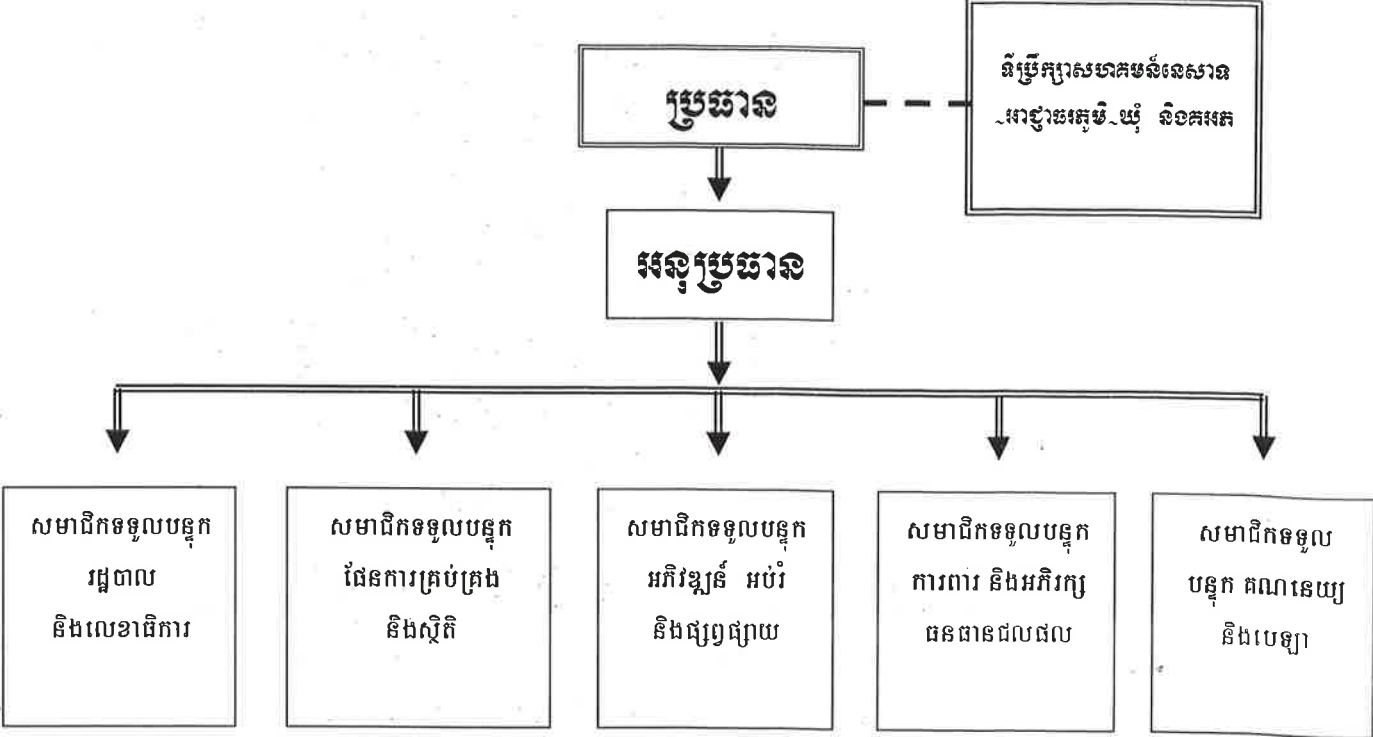 ប្រធាន
ទីប្រឹក្សាសហគមន៍នេសាទ
~អាជ្ញាធរភូមិ~ឃុំ និងគអភ
អនុប្រធាន
សមាជិកទទួលបន្ទុក
រដ្ឋបាល
និងលេខាធិការ
សមាជិកទទួលបន្ទុក
ផែនការគ្រប់គ្រង
និងស្ថិតិ
សមាជិកទទួលបន្ទុក
អភិវឌ្ឍន៍ អប់រំ
និងផ្សព្វផ្សាយ
សមាជិកទទួលបន្ទុក
ការពារ និងអភិរក្ស
ធនធានជលផល
សមាជិកទទួល
បន្ទុក គណនេយ្យ
និងបេឡា